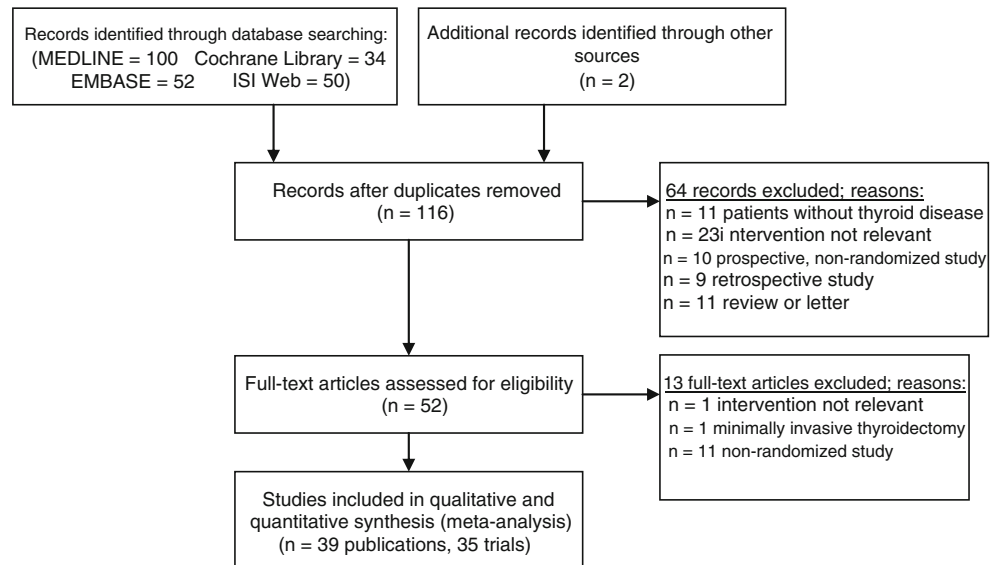 Records identified through database searching:
(MEDLINE = 100 Cochrane Library = 34
EMBASE = 52 ISI Web = 50)
Additional records identified through other
sources
(n = 2)
Records after duplicates removed
(n = 116)
64 records excluded; reasons:
n = 11 patients without thyroid disease
n = 23i ntervention not relevant
n = 10 prospective, non-randomized study
n = 9 retrospective study
n = 11 review or letter
Full-text articles assessed for eligibility
(n = 52)
13 full-text articles excluded; reasons:
n = 1 intervention not relevant
n = 1 minimally invasive thyroidectomy
n = 11 non-randomized study
Studies included in qualitative and
quantitative synthesis (meta-analysis)
(n = 39 publications, 35 trials)